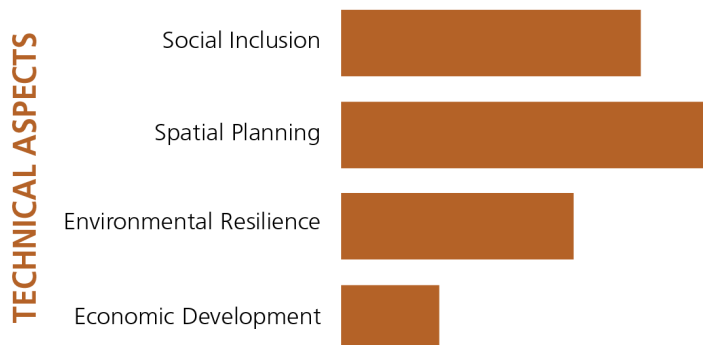 TECHNICAL ASPECTS
Social Inclusion
Spatial Planning
Environmental Resilience
Economic Development